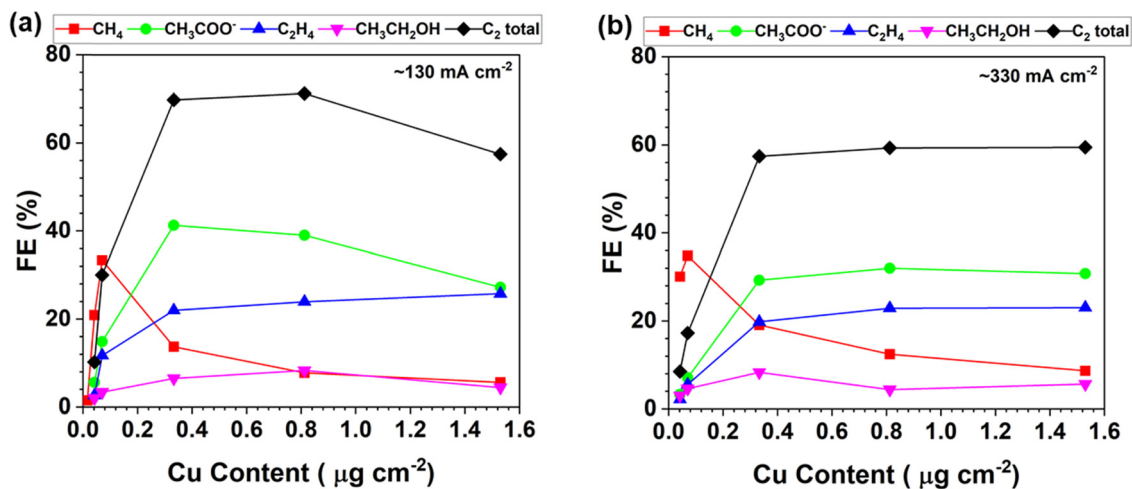 (a)
CH₄ CH₃COO⁻ C₂H₄ CH₃CH₂OH C₂ total
~130 mA cm⁻²
FE (%)
80
60
40
20
0
0.0 0.2 0.4 0.6 0.8 1.0 1.2 1.4 1.6
Cu Content ( μg cm⁻²)
(b)
CH₄ CH₃COO⁻ C₂H₄ CH₃CH₂OH C₂ total
~330 mA cm⁻²
FE (%)
80
60
40
20
0
0.0 0.2 0.4 0.6 0.8 1.0 1.2 1.4 1.6
Cu Content ( μg cm⁻²)